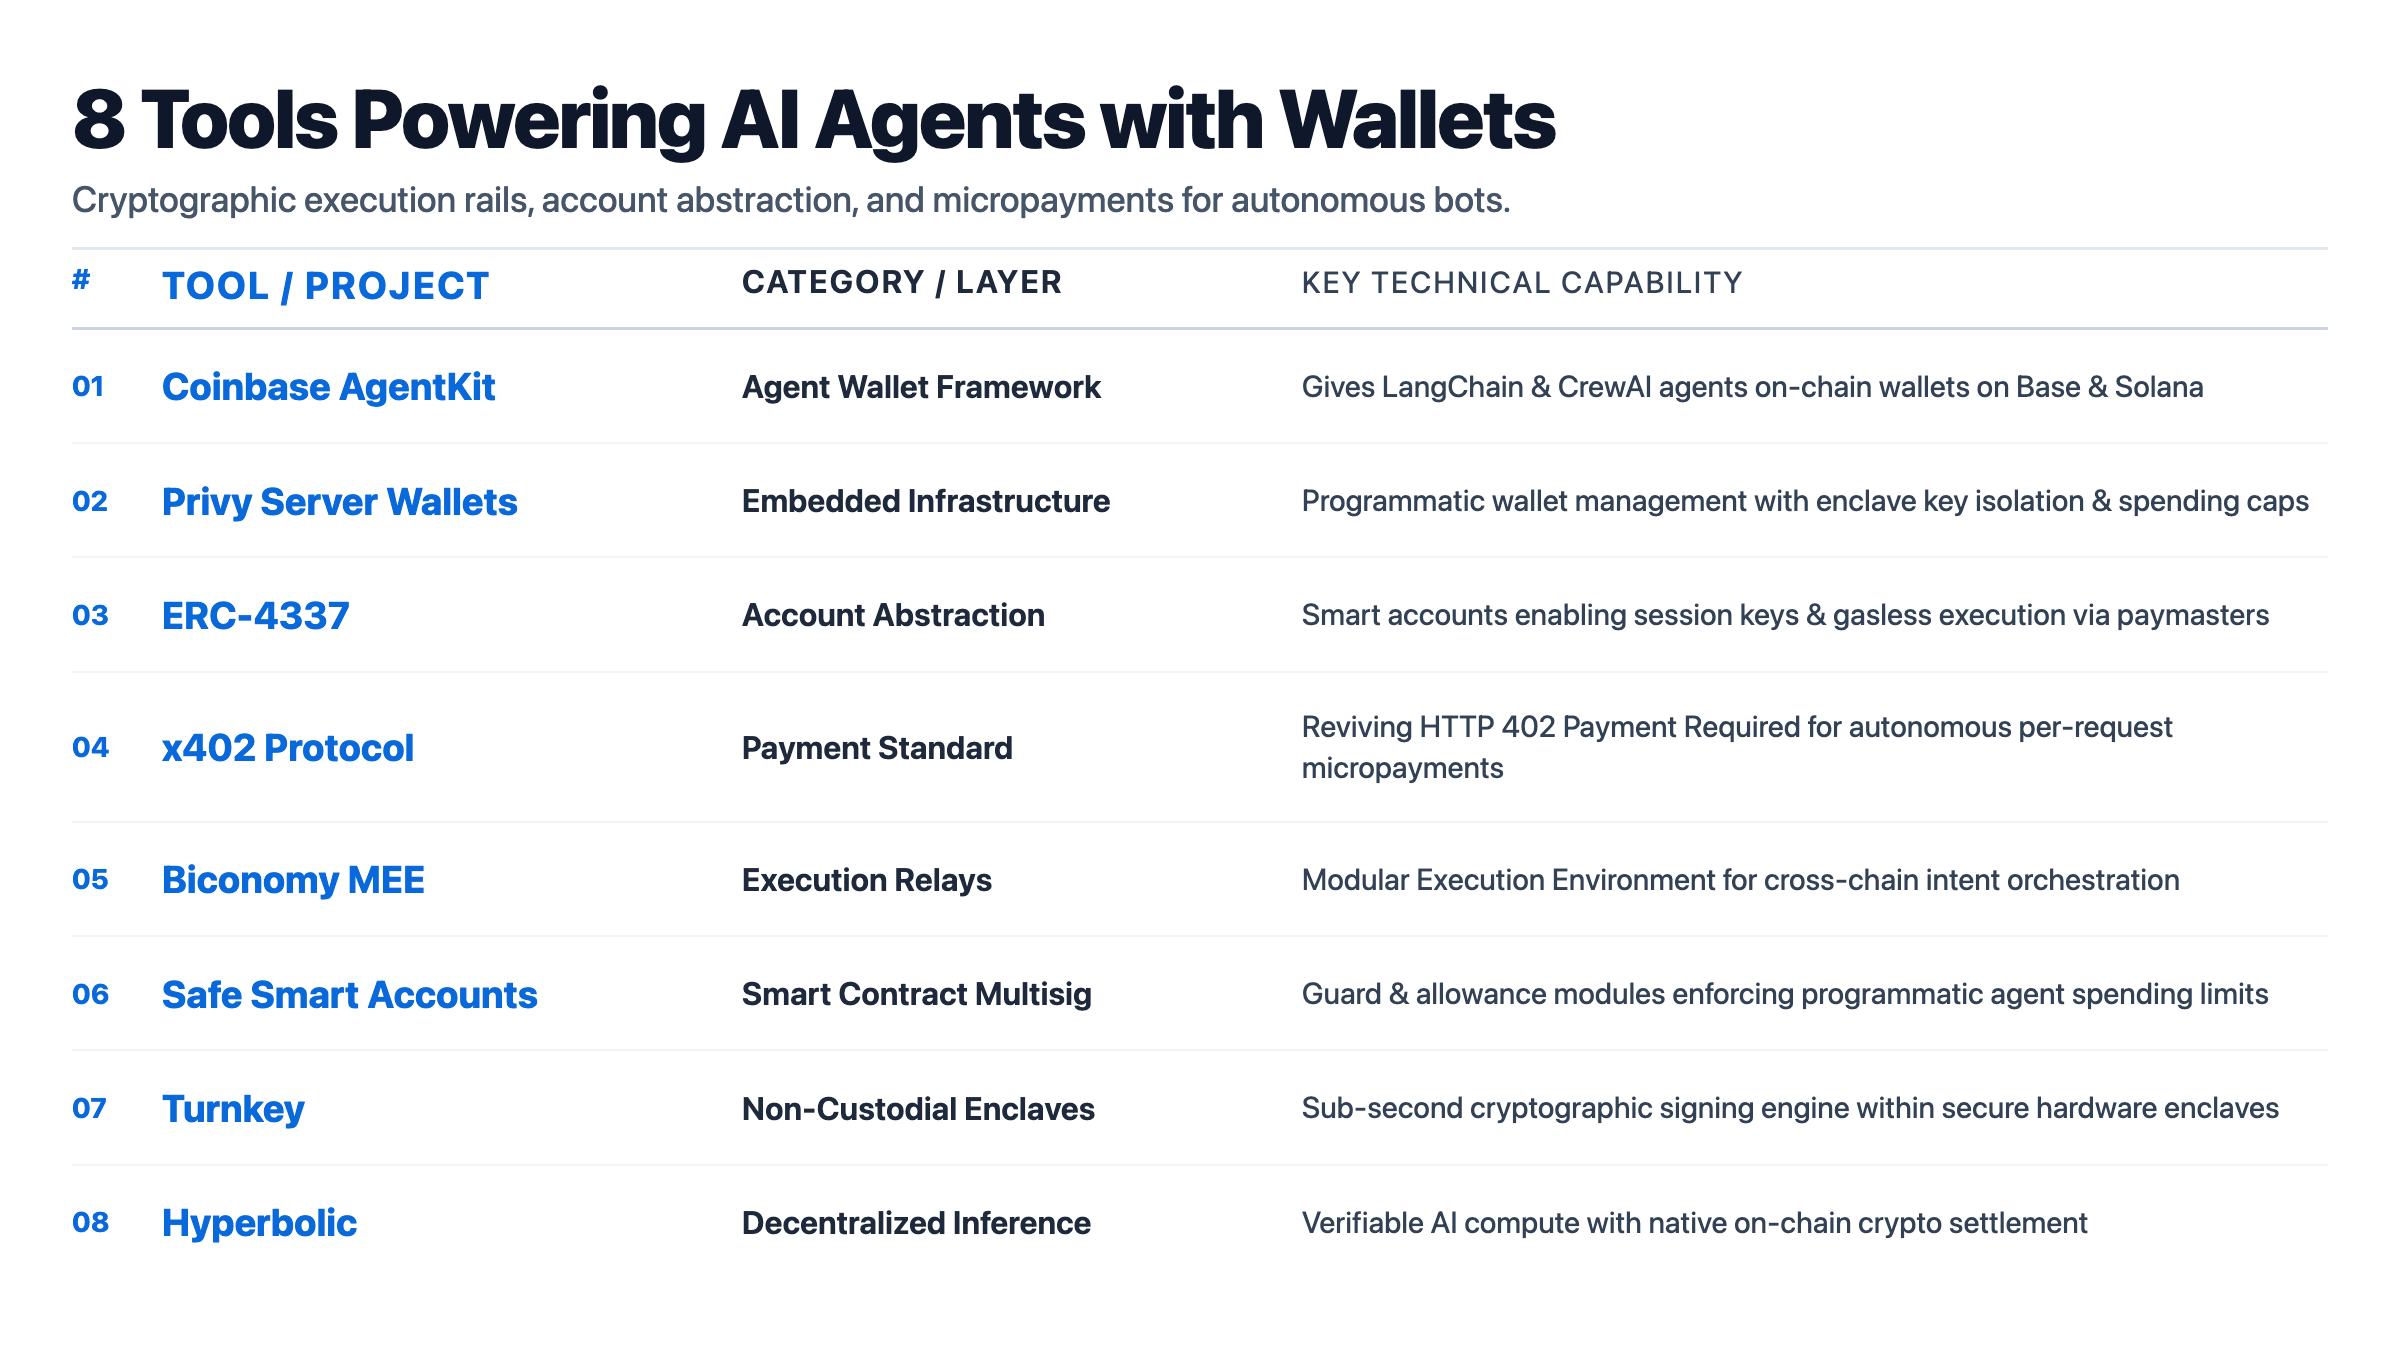 8 Tools Powering AI Agents with Wallets
Cryptographic execution rails, account abstraction, and micropayments for autonomous bots.
# TOOL / PROJECT CATEGORY / LAYER KEY TECHNICAL CAPABILITY
01 Coinbase AgentKit Agent Wallet Framework Gives LangChain & CrewAI agents on-chain wallets on Base & Solana
02 Privy Server Wallets Embedded Infrastructure Programmatic wallet management with enclave key isolation & spending caps
03 ERC-4337 Account Abstraction Smart accounts enabling session keys & gasless execution via paymasters
04 x402 Protocol Payment Standard Reviving HTTP 402 Payment Required for autonomous per-request
micropayments
05 Biconomy MEE Execution Relays Modular Execution Environment for cross-chain intent orchestration
06 Safe Smart Accounts Smart Contract Multisig Guard & allowance modules enforcing programmatic agent spending limits
07 Turnkey Non-Custodial Enclaves Sub-second cryptographic signing engine within secure hardware enclaves
08 Hyperbolic Decentralized Inference Verifiable AI compute with native on-chain crypto settlement